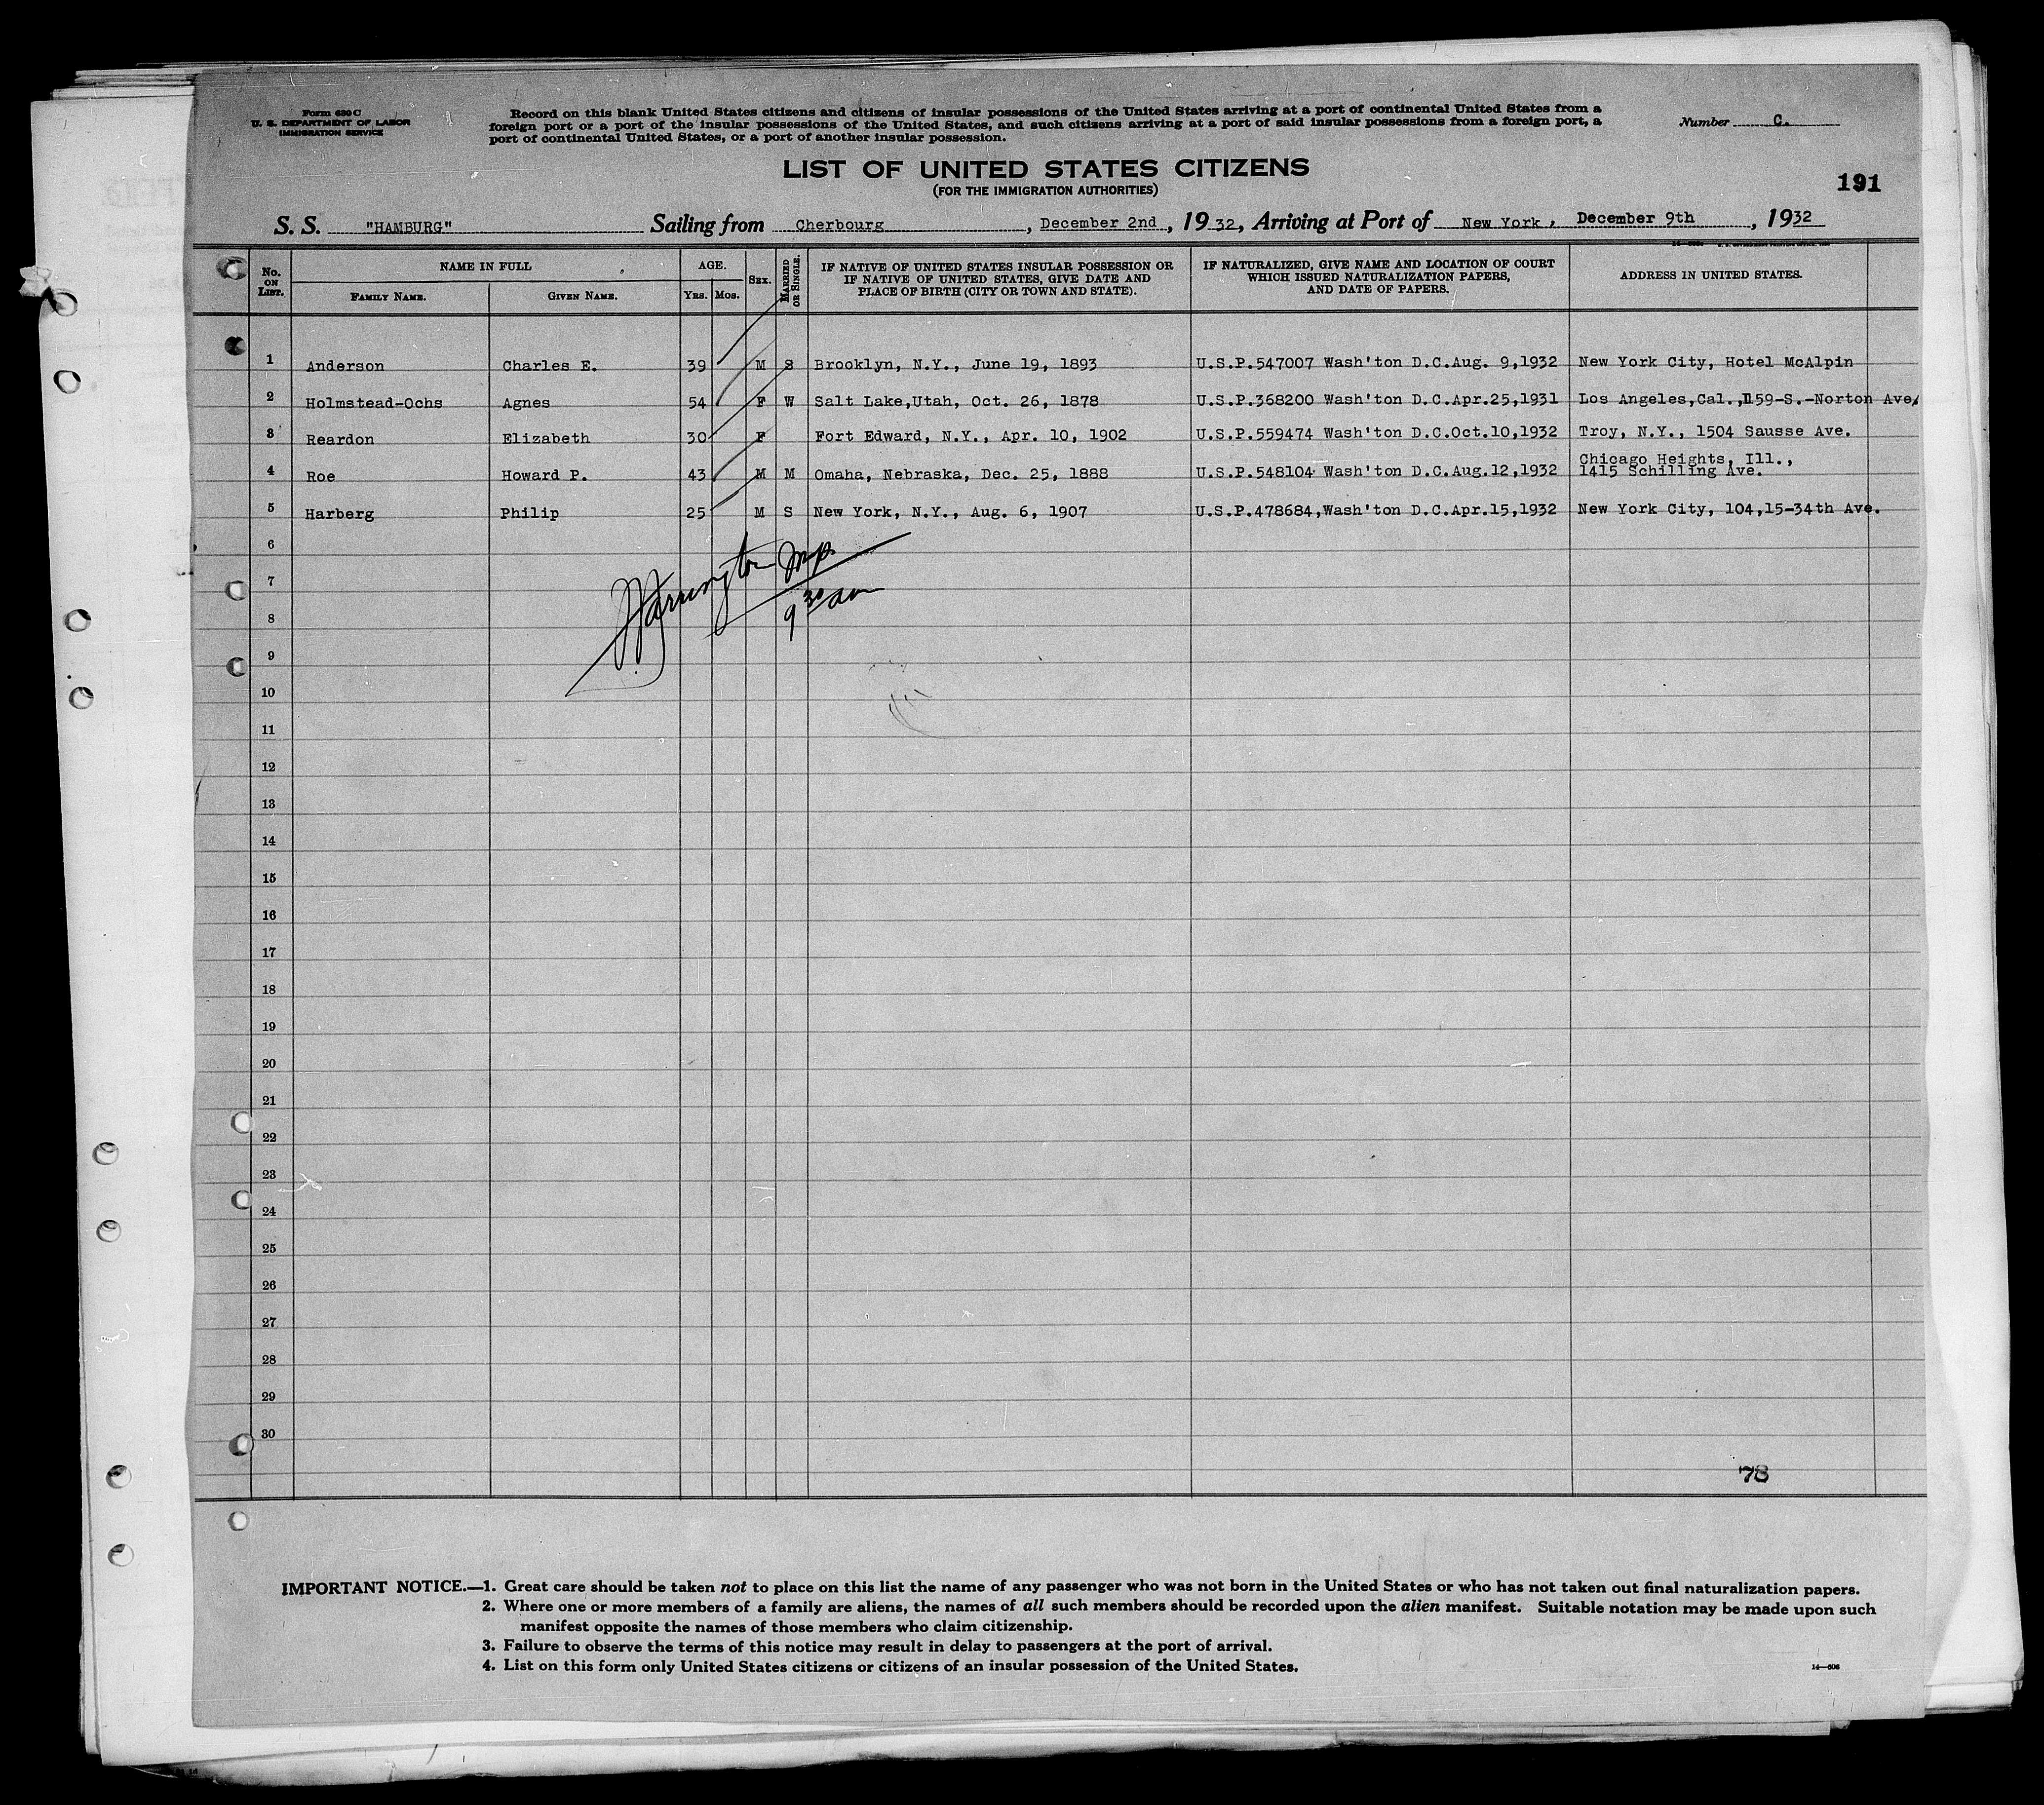 Form 630 C
U. S. DEPARTMENT OF LABOR
IMMIGRATION SERVICE
Record on this blank United States citizens and citizens of insular possessions of the United States arriving at a port of continental United States from a
foreign port or a port of the insular possessions of the United States, and such citizens arriving at a port of said insular possessions from a foreign port, a
port of continental United States, or a port of another insular possession.
Number C.
LIST OF UNITED STATES CITIZENS
(FOR THE IMMIGRATION AUTHORITIES)
191
S. S. "HAMBURG" Sailing from Cherbourg, December 2nd, 1932, Arriving at Port of New York, December 9th, 1932
No. ON LIST. NAME IN FULL AGE. SEX. MARRIED OR SINGLE. IF NATIVE OF UNITED STATES INSULAR POSSESSION OR IF NATIVE OF UNITED STATES, GIVE DATE AND PLACE OF BIRTH (CITY OR TOWN AND STATE). IF NATURALIZED, GIVE NAME AND LOCATION OF COURT WHICH ISSUED NATURALIZATION PAPERS, AND DATE OF PAPERS. ADDRESS IN UNITED STATES.
FAMILY NAME. GIVEN NAME. YRS. MOS.
1 Anderson Charles E. 39 M S Brooklyn, N.Y., June 19, 1893 U.S.P.547007 Wash'ton D.C.Aug. 9,1932 New York City, Hotel McAlpin
2 Holmstead-Ochs Agnes 54 F W Salt Lake,Utah, Oct. 26, 1878 U.S.P.368200 Wash'ton D.C.Apr.25,1931 Los Angeles,Cal.,1159-S.-Norton Ave.
3 Reardon Elizabeth 30 F Fort Edward, N.Y., Apr. 10, 1902 U.S.P.559474 Wash'ton D.C.Oct.10,1932 Troy, N.Y., 1504 Sausse Ave.
4 Roe Howard P. 43 M M Omaha, Nebraska, Dec. 25, 1888 U.S.P.548104 Wash'ton D.C.Aug.12,1932 Chicago Heights, Ill.,
1415 Schilling Ave.
5 Harberg Philip 25 M S New York, N.Y., Aug. 6, 1907 U.S.P.478684,Wash'ton D.C.Apr.15,1932 New York City, 104,15-34th Ave.
6
7
9 30 am
8
9
10
11
12
13
14
15
16
17
18
19
20
21
22
23
24
25
26
27
28
29
30
78
IMPORTANT NOTICE.—1. Great care should be taken not to place on this list the name of any passenger who was not born in the United States or who has not taken out final naturalization papers.
2. Where one or more members of a family are aliens, the names of all such members should be recorded upon the alien manifest. Suitable notation may be made upon such
manifest opposite the names of those members who claim citizenship.
3. Failure to observe the terms of this notice may result in delay to passengers at the port of arrival.
4. List on this form only United States citizens or citizens of an insular possession of the United States.